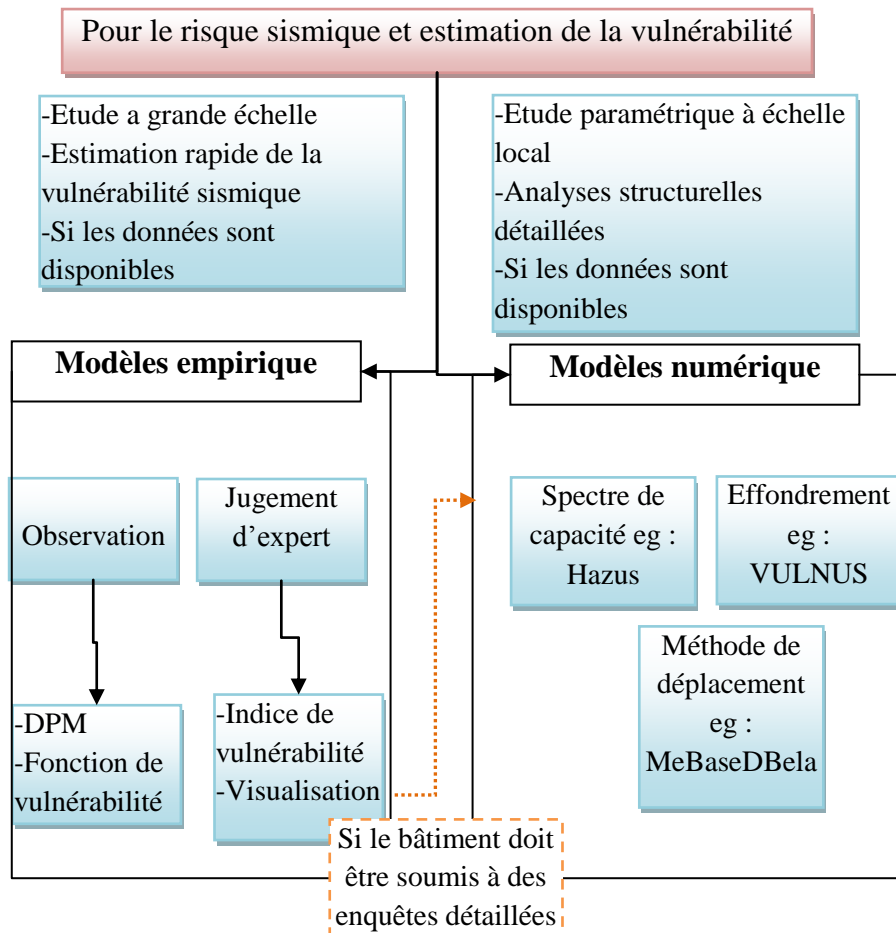 Pour le risque sismique et estimation de la vulnérabilité
-Etude a grande échelle
-Estimation rapide de la
vulnérabilité sismique
-Si les données sont
disponibles
-Etude paramétrique à échelle
local
-Analyses structurelles
détaillées
-Si les données sont
disponibles
Modèles empirique
Modèles numérique
Observation
Jugement
d’expert
Spectre de
capacité eg :
Hazus
Effondrement
eg :
VULNUS
Méthode de
déplacement
eg :
MeBaseDBela
-DPM
-Fonction de
vulnérabilité
-Indice de
vulnérabilité
-Visualisation
Si le bâtiment doit
être soumis à des
enquêtes détaillées